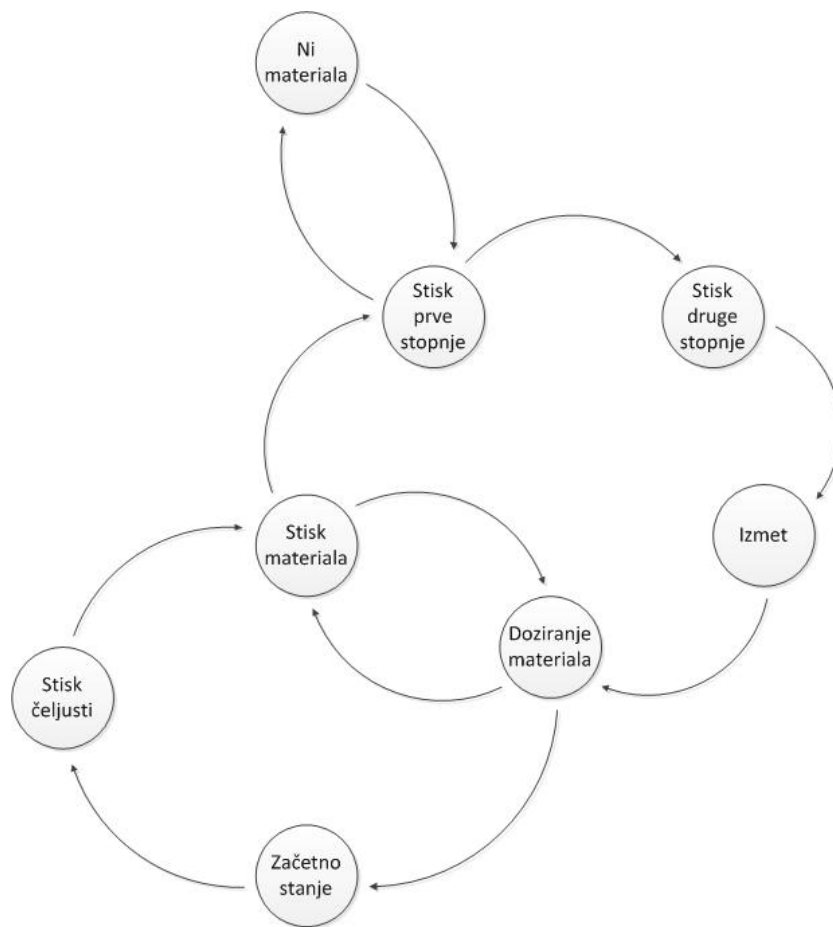 Ni
materiala
Stisk
prve
stopnje
Stisk
druge
stopnje
Stisk
materiala
Izmet
Doziranje
materiala
Stisk
čeljusti
Začetno
stanje